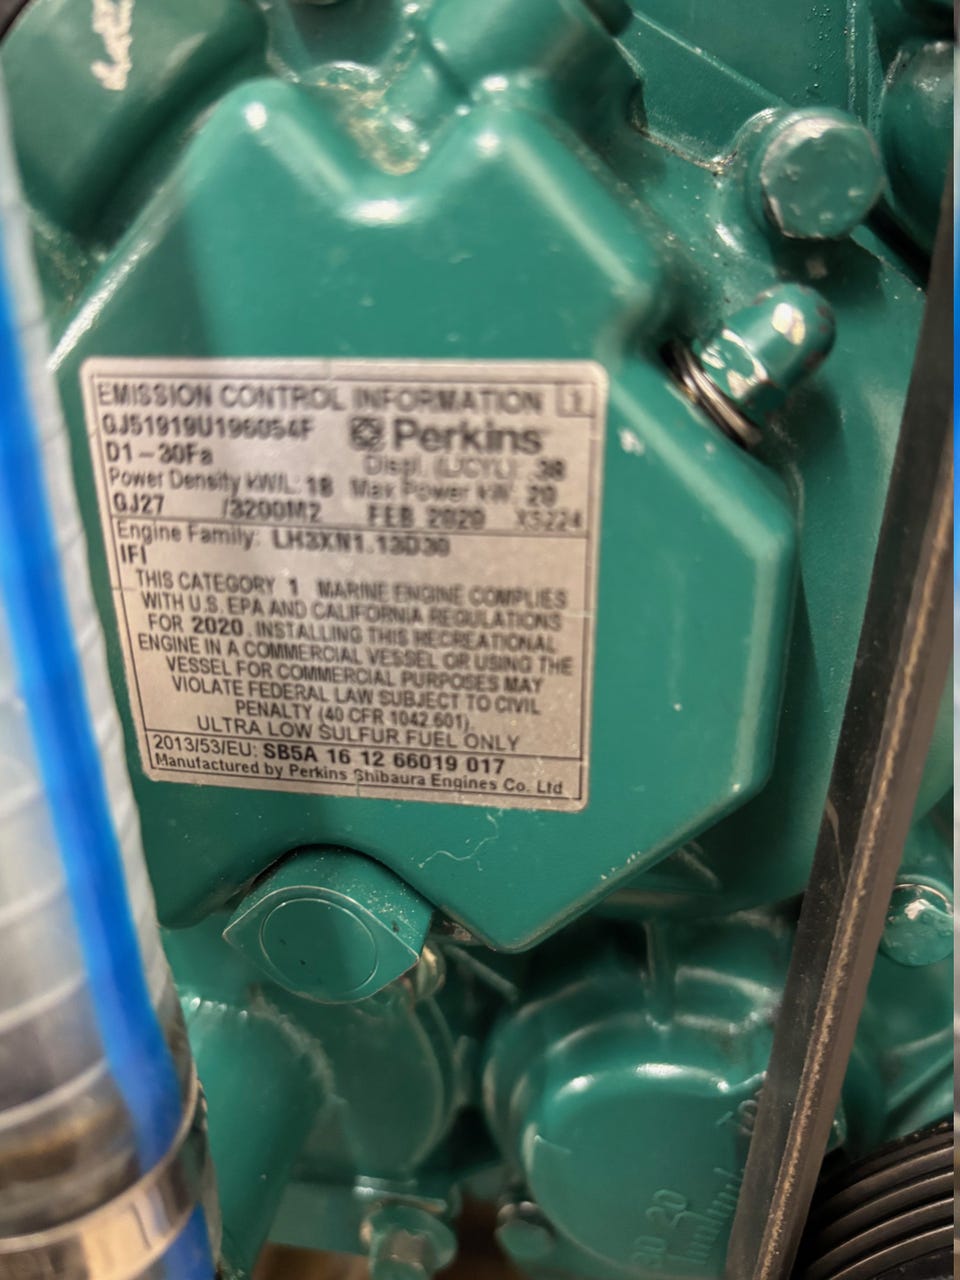 EMISSION CONTROL INFORMATION 1
GJ51919U196054F Perkins
D1-30Fa Displ. (L/CYL): .38
Power Density kW/L: 18 Max Power kW: 20
GJ27 /3200M2 FEB 2020 XS224
Engine Family: LH3XN1.13D30
IFI
THIS CATEGORY 1 MARINE ENGINE COMPLIES
WITH U.S. EPA AND CALIFORNIA REGULATIONS
FOR 2020. INSTALLING THIS RECREATIONAL
ENGINE IN A COMMERCIAL VESSEL OR USING THE
VESSEL FOR COMMERCIAL PURPOSES MAY
VIOLATE FEDERAL LAW SUBJECT TO CIVIL
PENALTY (40 CFR 1042.601).
ULTRA LOW SULFUR FUEL ONLY
2013/53/EU: SB5A 16 12 66019 017
Manufactured by Perkins Shibaura Engines Co. Ltd
30 20